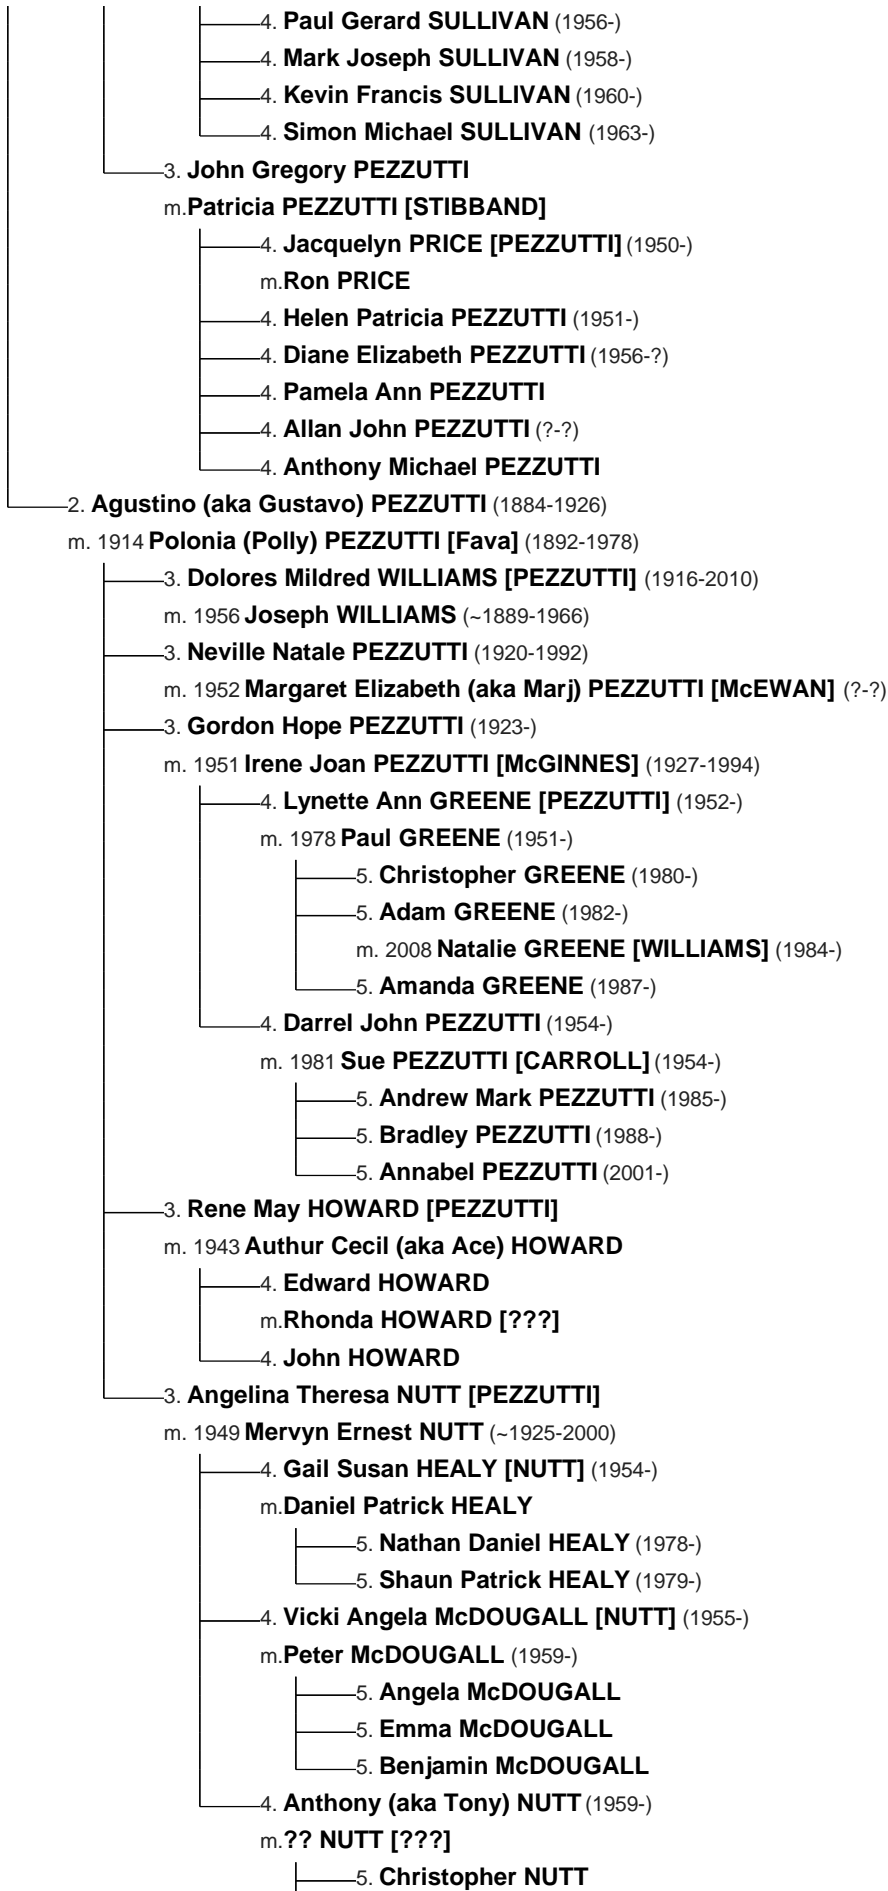 4. Paul Gerard SULLIVAN (1956-)
4. Mark Joseph SULLIVAN (1958-)
4. Kevin Francis SULLIVAN (1960-)
4. Simon Michael SULLIVAN (1963-)
3. John Gregory PEZZUTTI
m.Patricia PEZZUTTI [STIBBAND]
4. Jacquelyn PRICE [PEZZUTTI] (1950-)
m.Ron PRICE
4. Helen Patricia PEZZUTTI (1951-)
4. Diane Elizabeth PEZZUTTI (1956-?)
4. Pamela Ann PEZZUTTI
4. Allan John PEZZUTTI (?-?)
4. Anthony Michael PEZZUTTI
2. Agustino (aka Gustavo) PEZZUTTI (1884-1926)
m. 1914 Polonia (Polly) PEZZUTTI [Fava] (1892-1978)
3. Dolores Mildred WILLIAMS [PEZZUTTI] (1916-2010)
m. 1956 Joseph WILLIAMS (~1889-1966)
3. Neville Natale PEZZUTTI (1920-1992)
m. 1952 Margaret Elizabeth (aka Marj) PEZZUTTI [McEWAN] (?-?)
3. Gordon Hope PEZZUTTI (1923-)
m. 1951 Irene Joan PEZZUTTI [McGINNES] (1927-1994)
4. Lynette Ann GREENE [PEZZUTTI] (1952-)
m. 1978 Paul GREENE (1951-)
5. Christopher GREENE (1980-)
5. Adam GREENE (1982-)
m. 2008 Natalie GREENE [WILLIAMS] (1984-)
5. Amanda GREENE (1987-)
4. Darrel John PEZZUTTI (1954-)
m. 1981 Sue PEZZUTTI [CARROLL] (1954-)
5. Andrew Mark PEZZUTTI (1985-)
5. Bradley PEZZUTTI (1988-)
5. Annabel PEZZUTTI (2001-)
3. Rene May HOWARD [PEZZUTTI]
m. 1943 Authur Cecil (aka Ace) HOWARD
4. Edward HOWARD
m.Rhonda HOWARD [???]
4. John HOWARD
3. Angelina Theresa NUTT [PEZZUTTI]
m. 1949 Mervyn Ernest NUTT (~1925-2000)
4. Gail Susan HEALY [NUTT] (1954-)
m.Daniel Patrick HEALY
5. Nathan Daniel HEALY (1978-)
5. Shaun Patrick HEALY (1979-)
4. Vicki Angela McDOUGALL [NUTT] (1955-)
m.Peter McDOUGALL (1959-)
5. Angela McDOUGALL
5. Emma McDOUGALL
5. Benjamin McDOUGALL
4. Anthony (aka Tony) NUTT (1959-)
m.?? NUTT [???]
5. Christopher NUTT